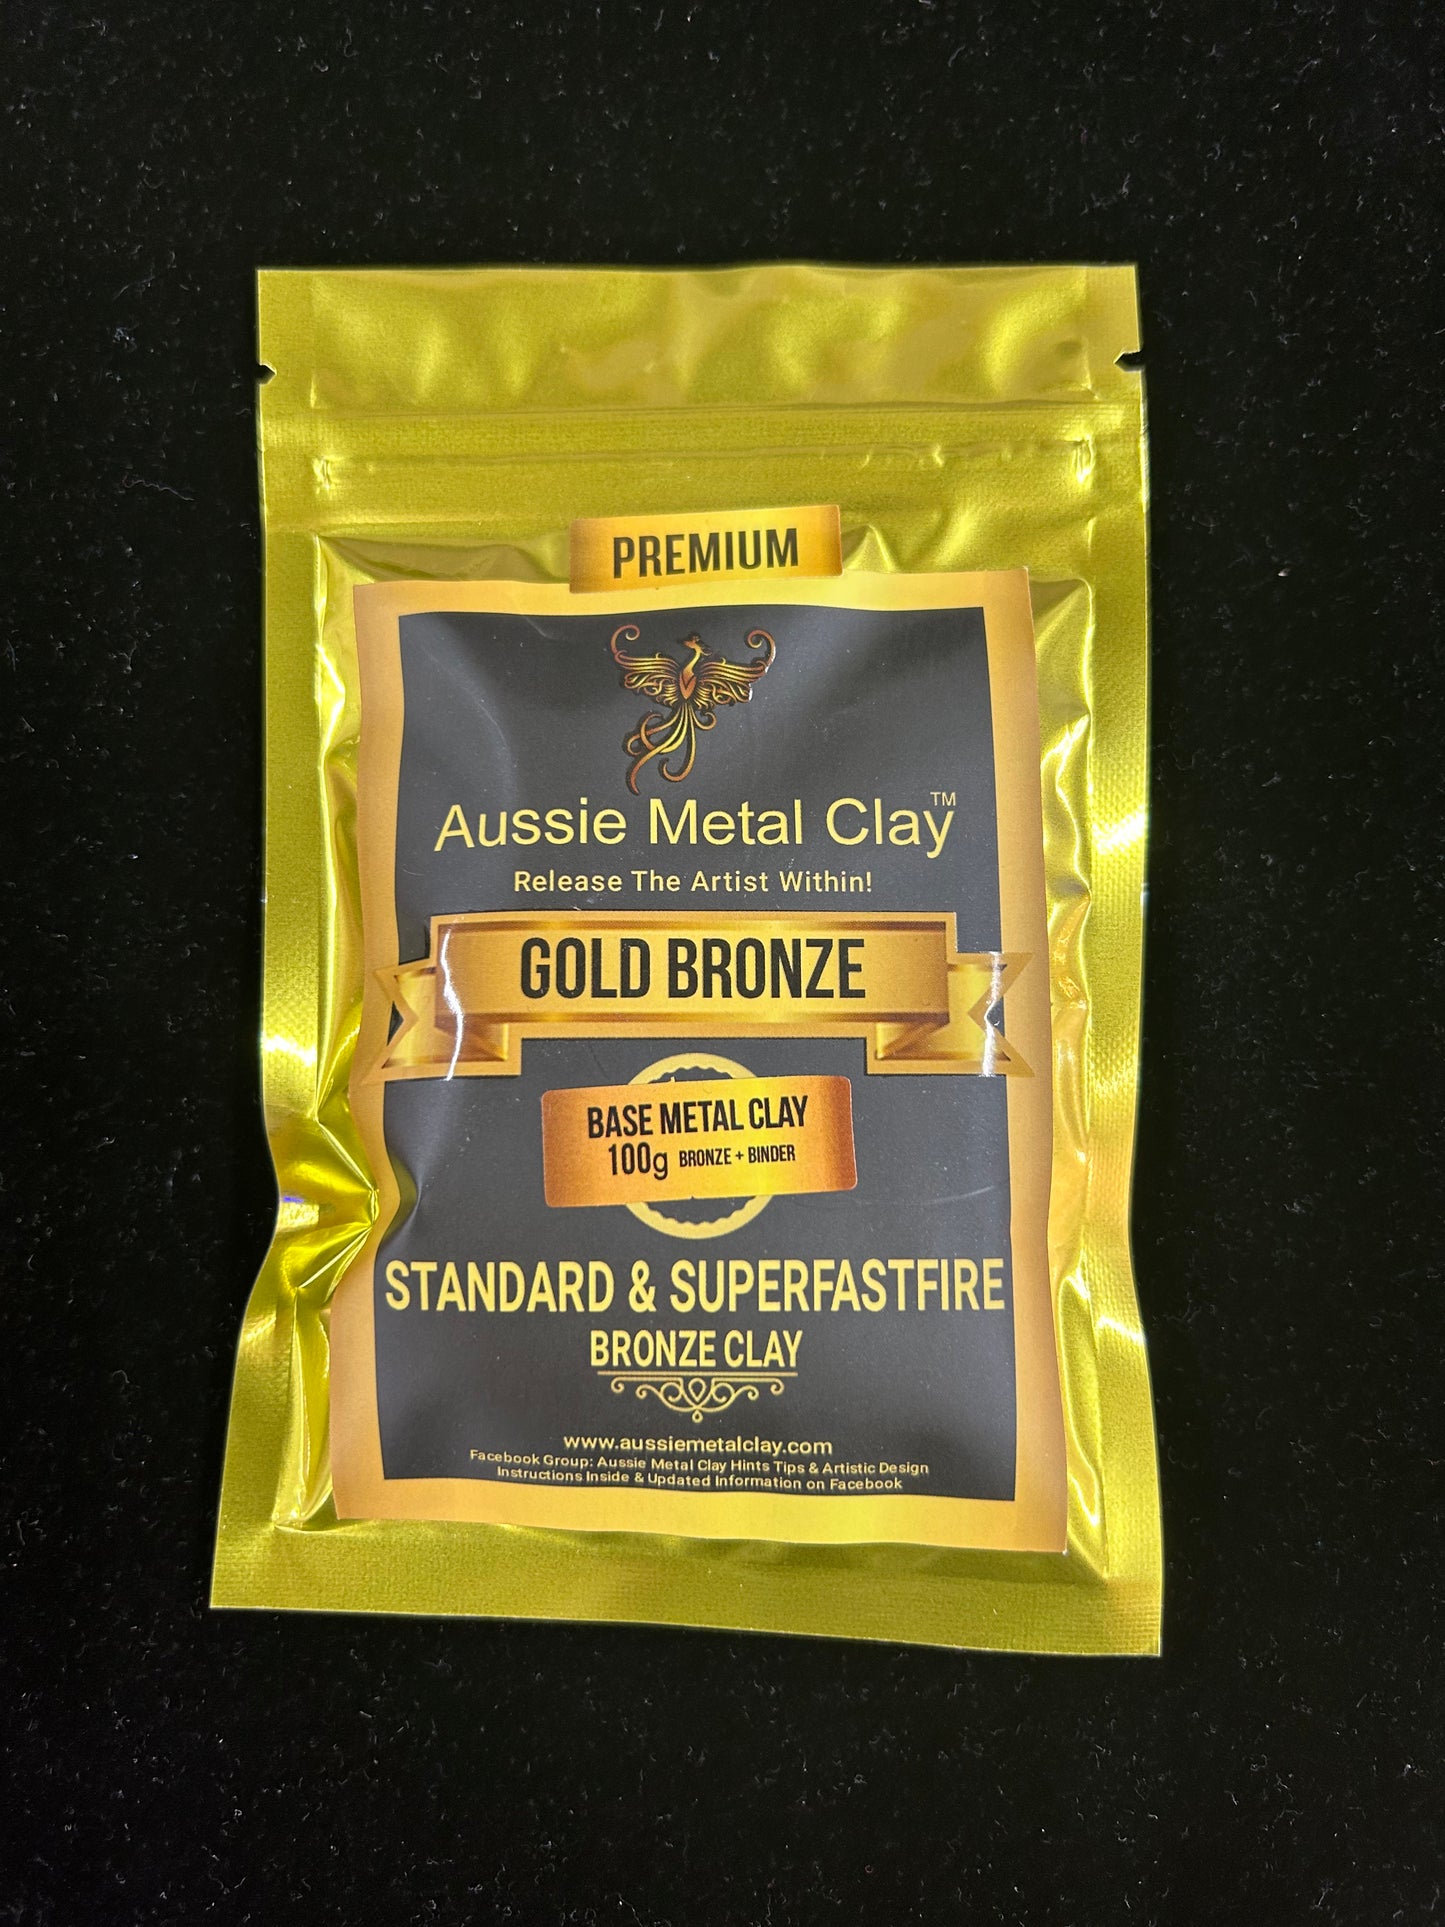 PREMIUM
Aussie Metal Clay™
Release The Artist Within!
GOLD BRONZE
BASE METAL CLAY
100g BRONZE + BINDER
STANDARD & SUPERFASTFIRE
BRONZE CLAY
www.aussiemetalclay.com
Facebook Group: Aussie Metal Clay Hints Tips & Artistic Design
Instructions Inside & Updated Information on Facebook